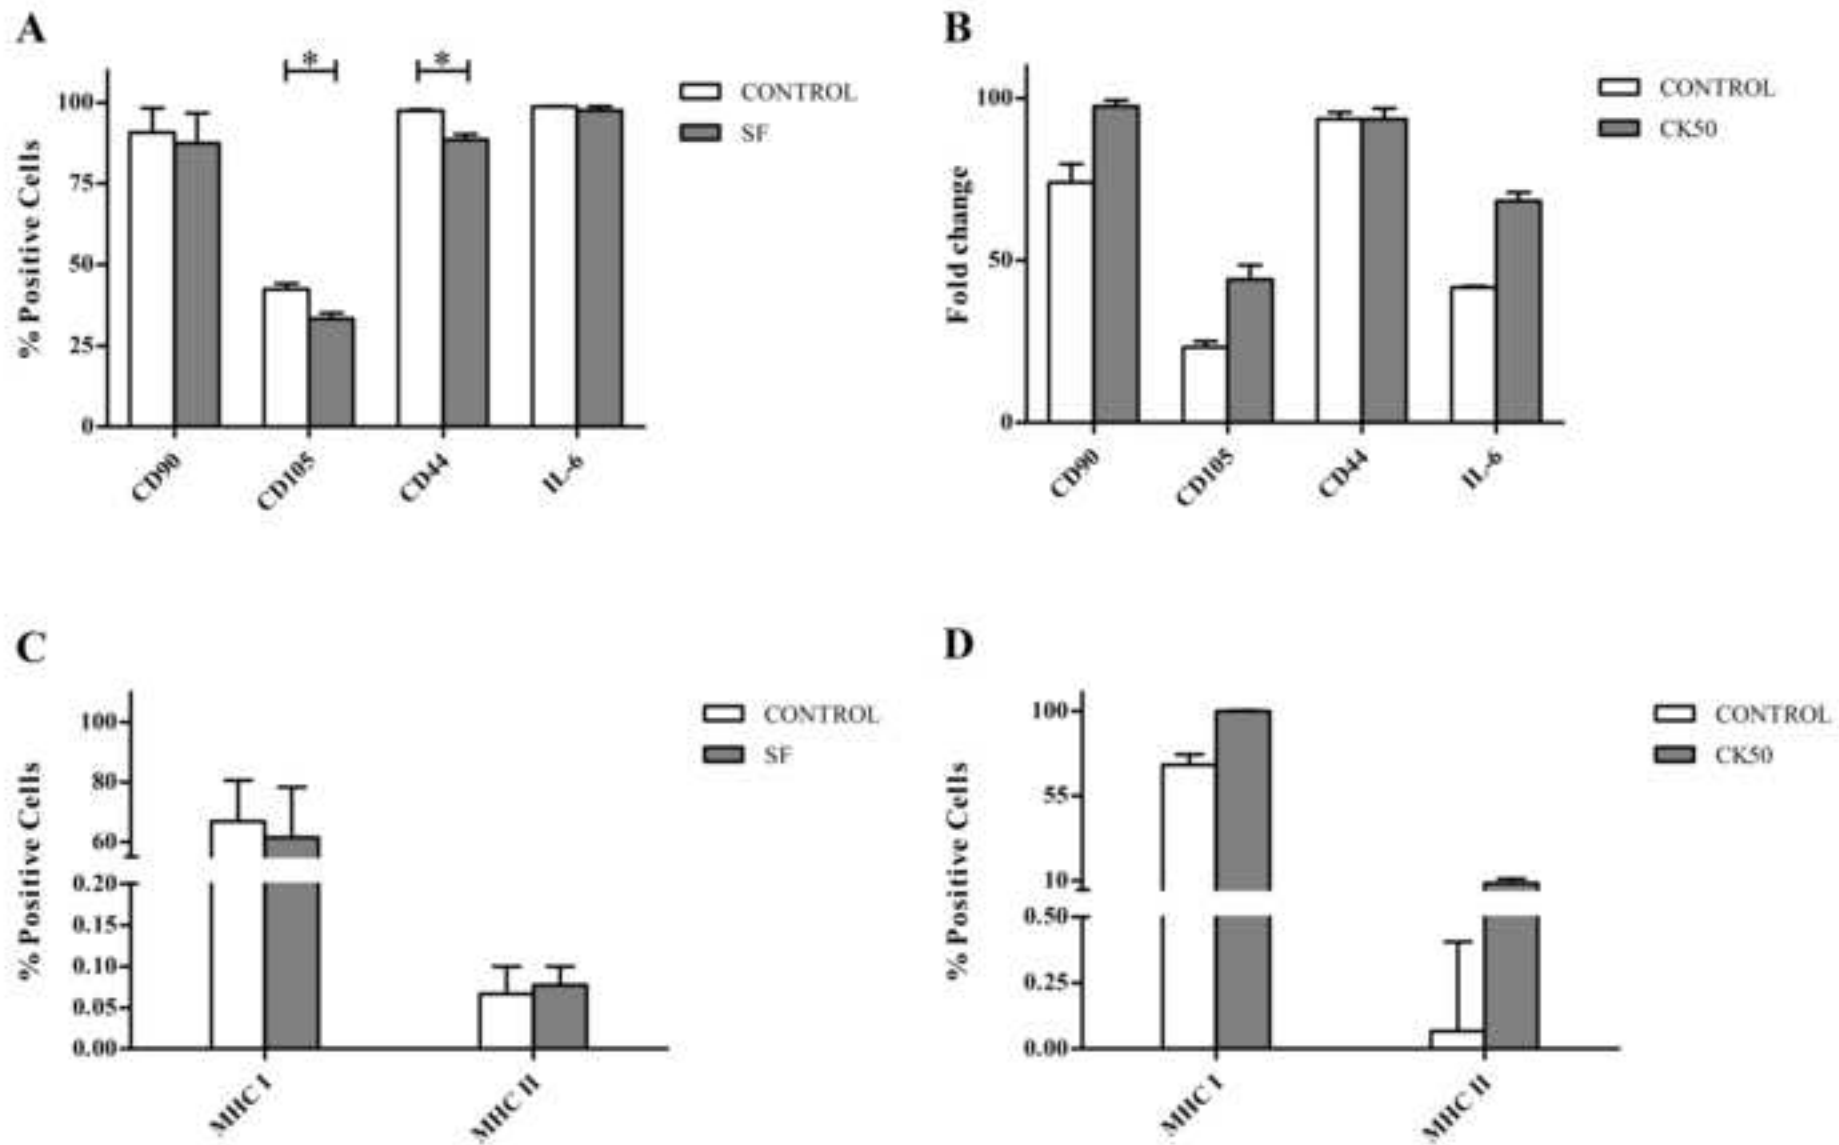 A
% Positive Cells
100
75
50
25
0
* *
CONTROL
SF
CD90 CD105 CD44 IL-6
B
Fold change
100
50
0
CONTROL
CK50
CD90 CD105 CD44 IL-6
C
% Positive Cells
100
80
60
0.20
0.15
0.10
0.05
0.00
CONTROL
SF
MHC I MHC II
D
% Positive Cells
100
55
10
0.50
0.25
0.00
CONTROL
CK50
MHC I MHC II